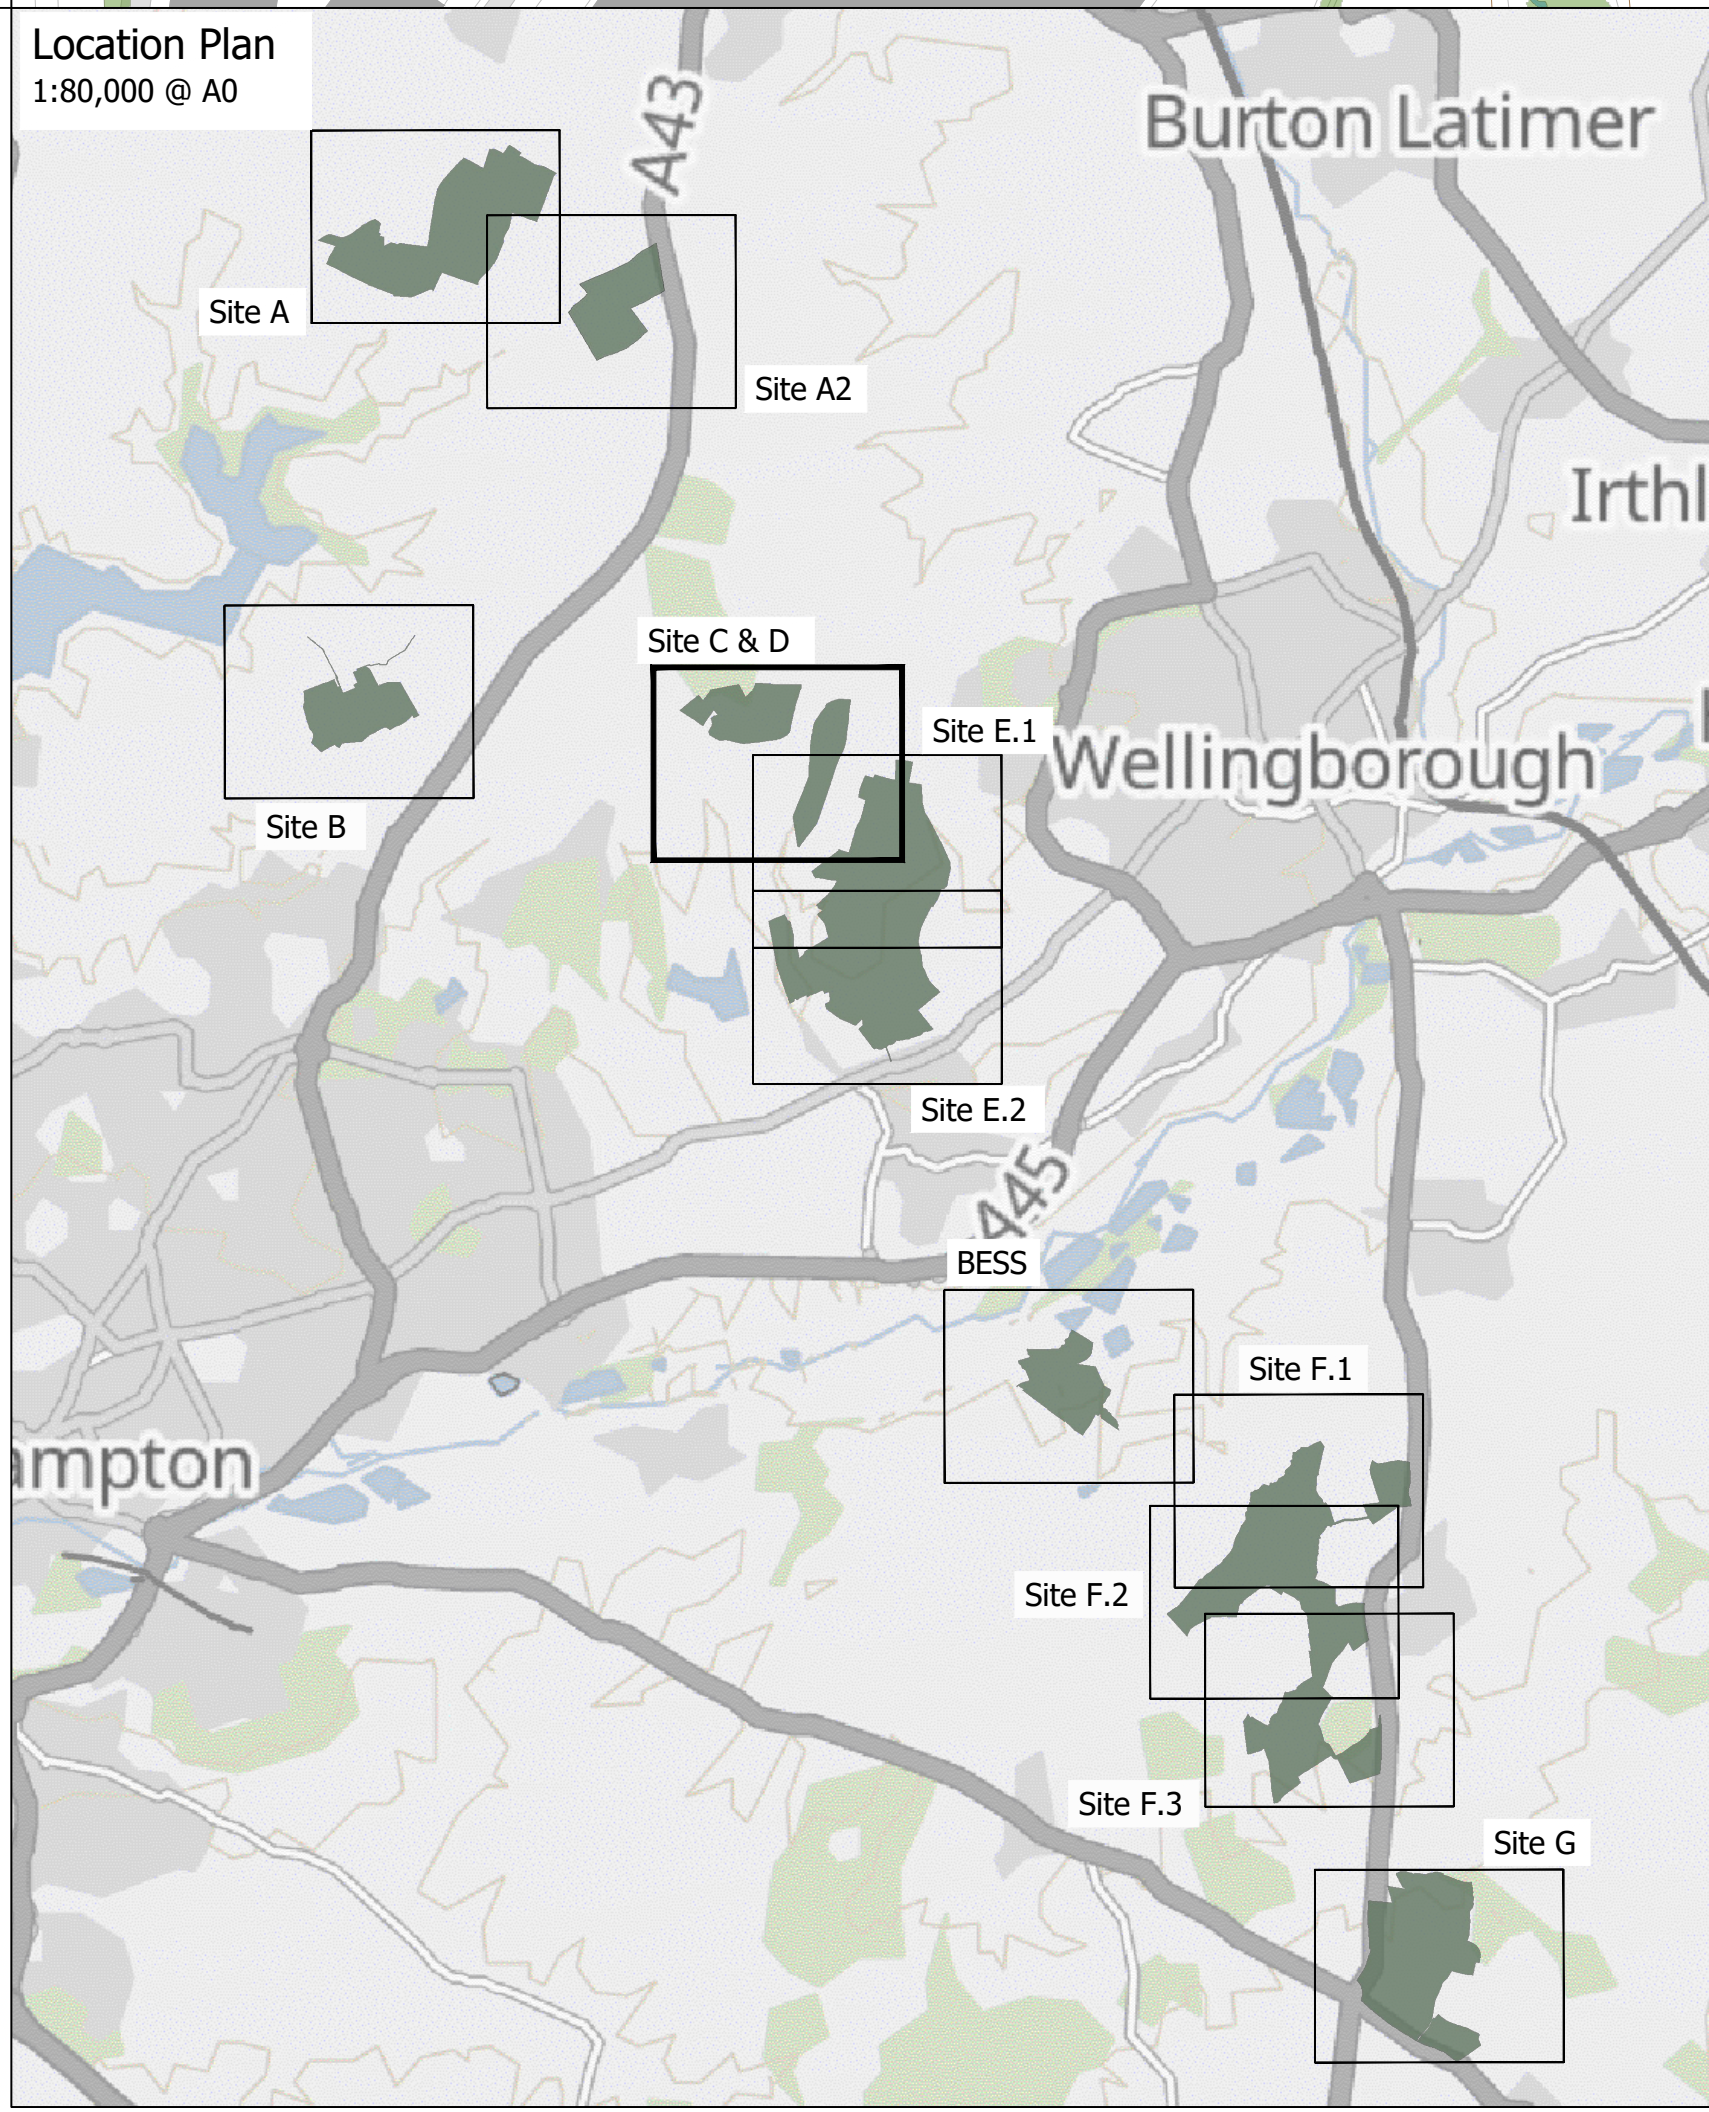 Location Plan
1:80,000 @ A0
A43
Burton Latimer
Site A
Site A2
Irthl
Site C & D
Site E.1
Wellingborough
Site B
Site E.2
A45
BESS
Site F.1
ampton
Site F.2
Site F.3
Site G